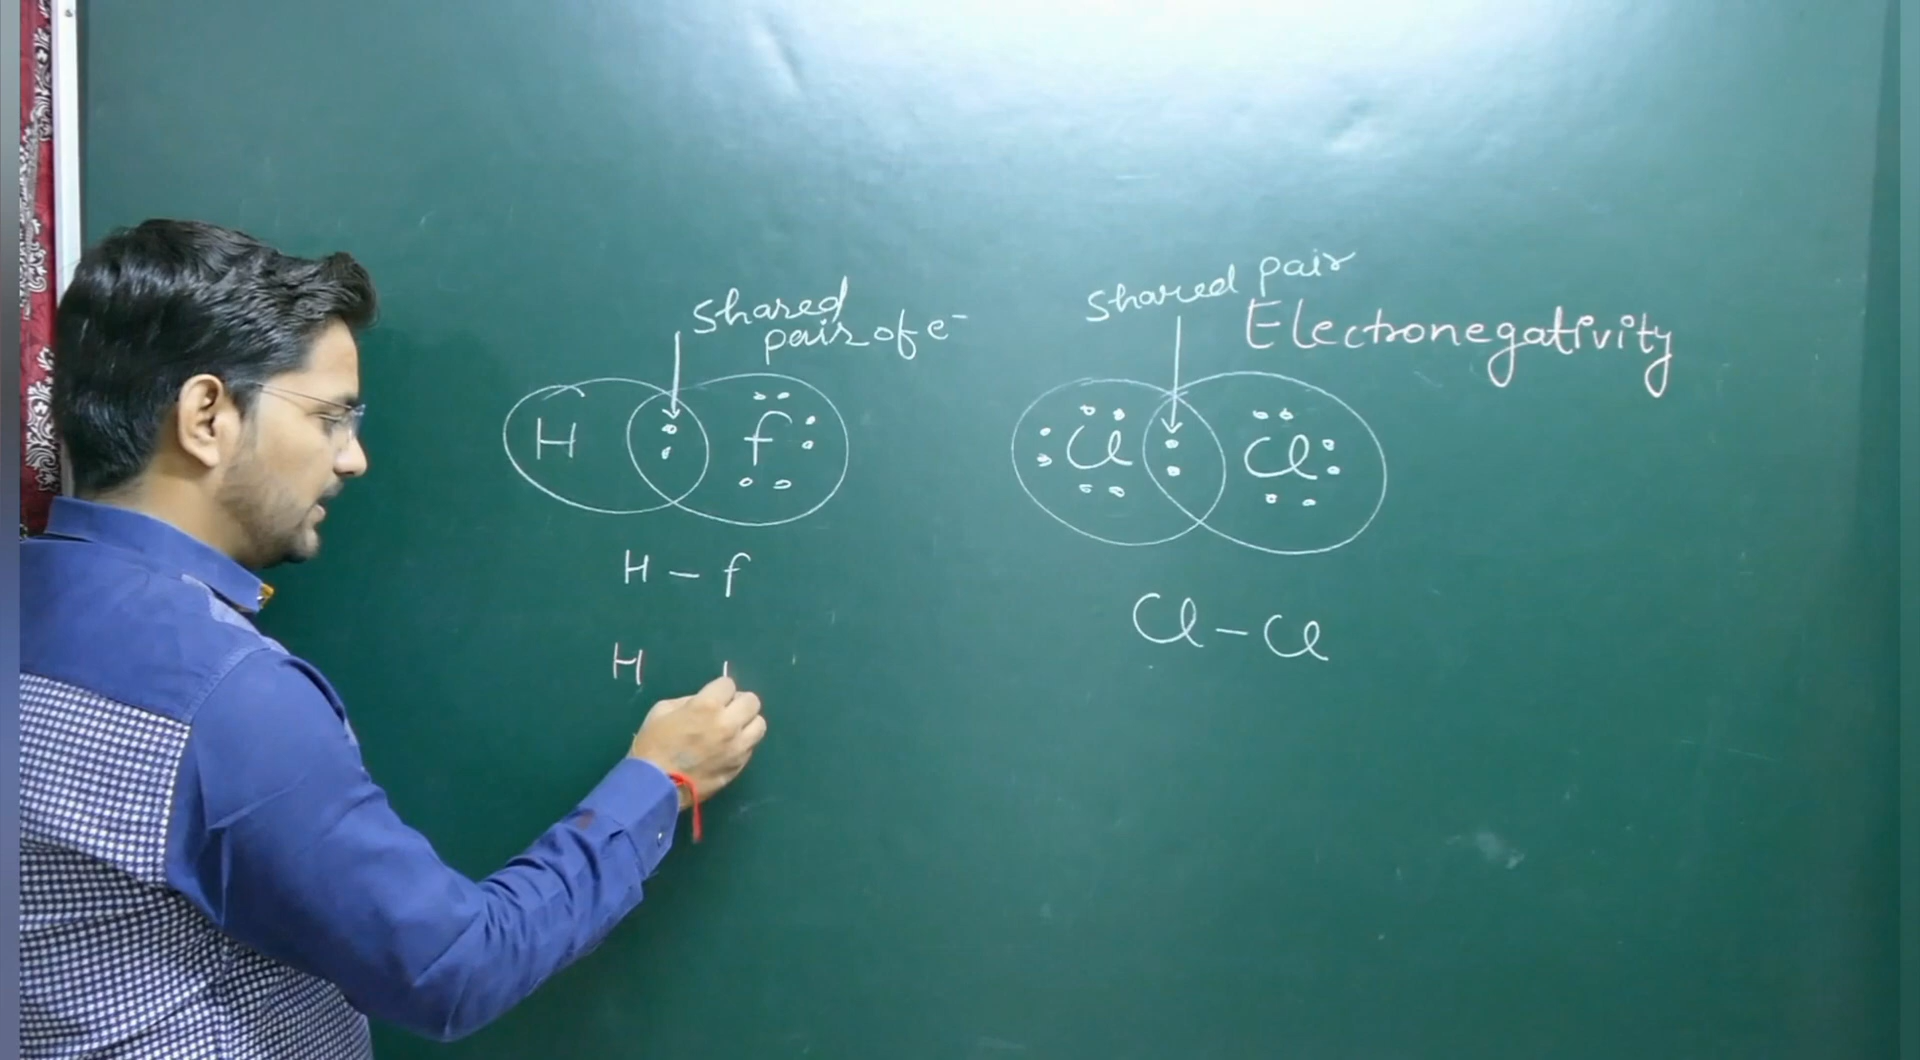 Shared
pair of e⁻
H : f
H – f
H
Shared pair
Electronegativity
Cl : Cl
Cl – Cl